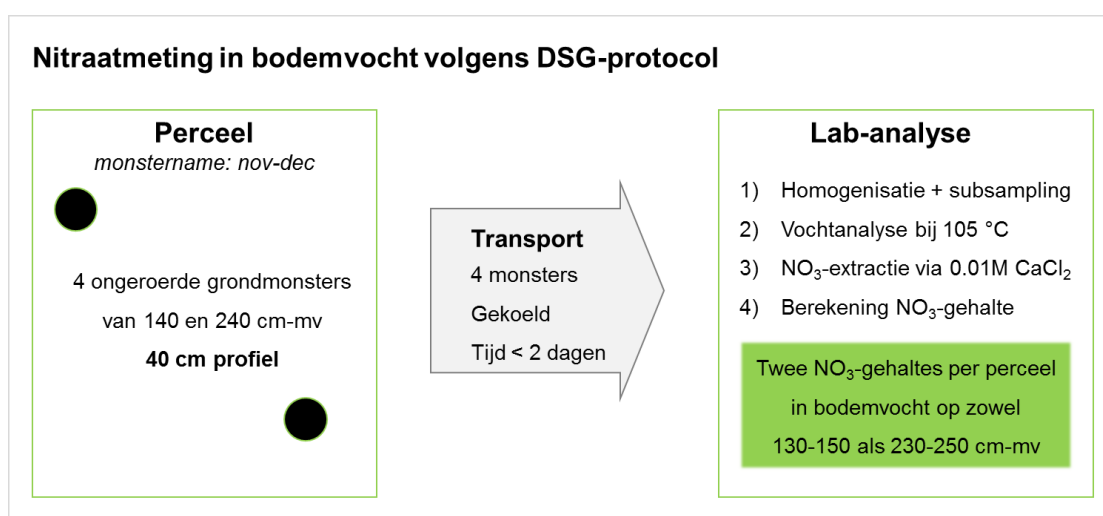 Nitraatmeting in bodemvocht volgens DSG-protocol
Perceel
monstername: nov-dec
4 ongeroerde grondmonsters
van 140 en 240 cm-mv
40 cm profiel
Transport
4 monsters
Gekoeld
Tijd < 2 dagen
Lab-analyse
1) Homogenisatie + subsampling
2) Vochtanalyse bij 105 °C
3) NO₃-extractie via 0.01M CaCl₂
4) Berekening NO₃-gehalte
Twee NO₃-gehaltes per perceel
in bodemvocht op zowel
130-150 als 230-250 cm-mv